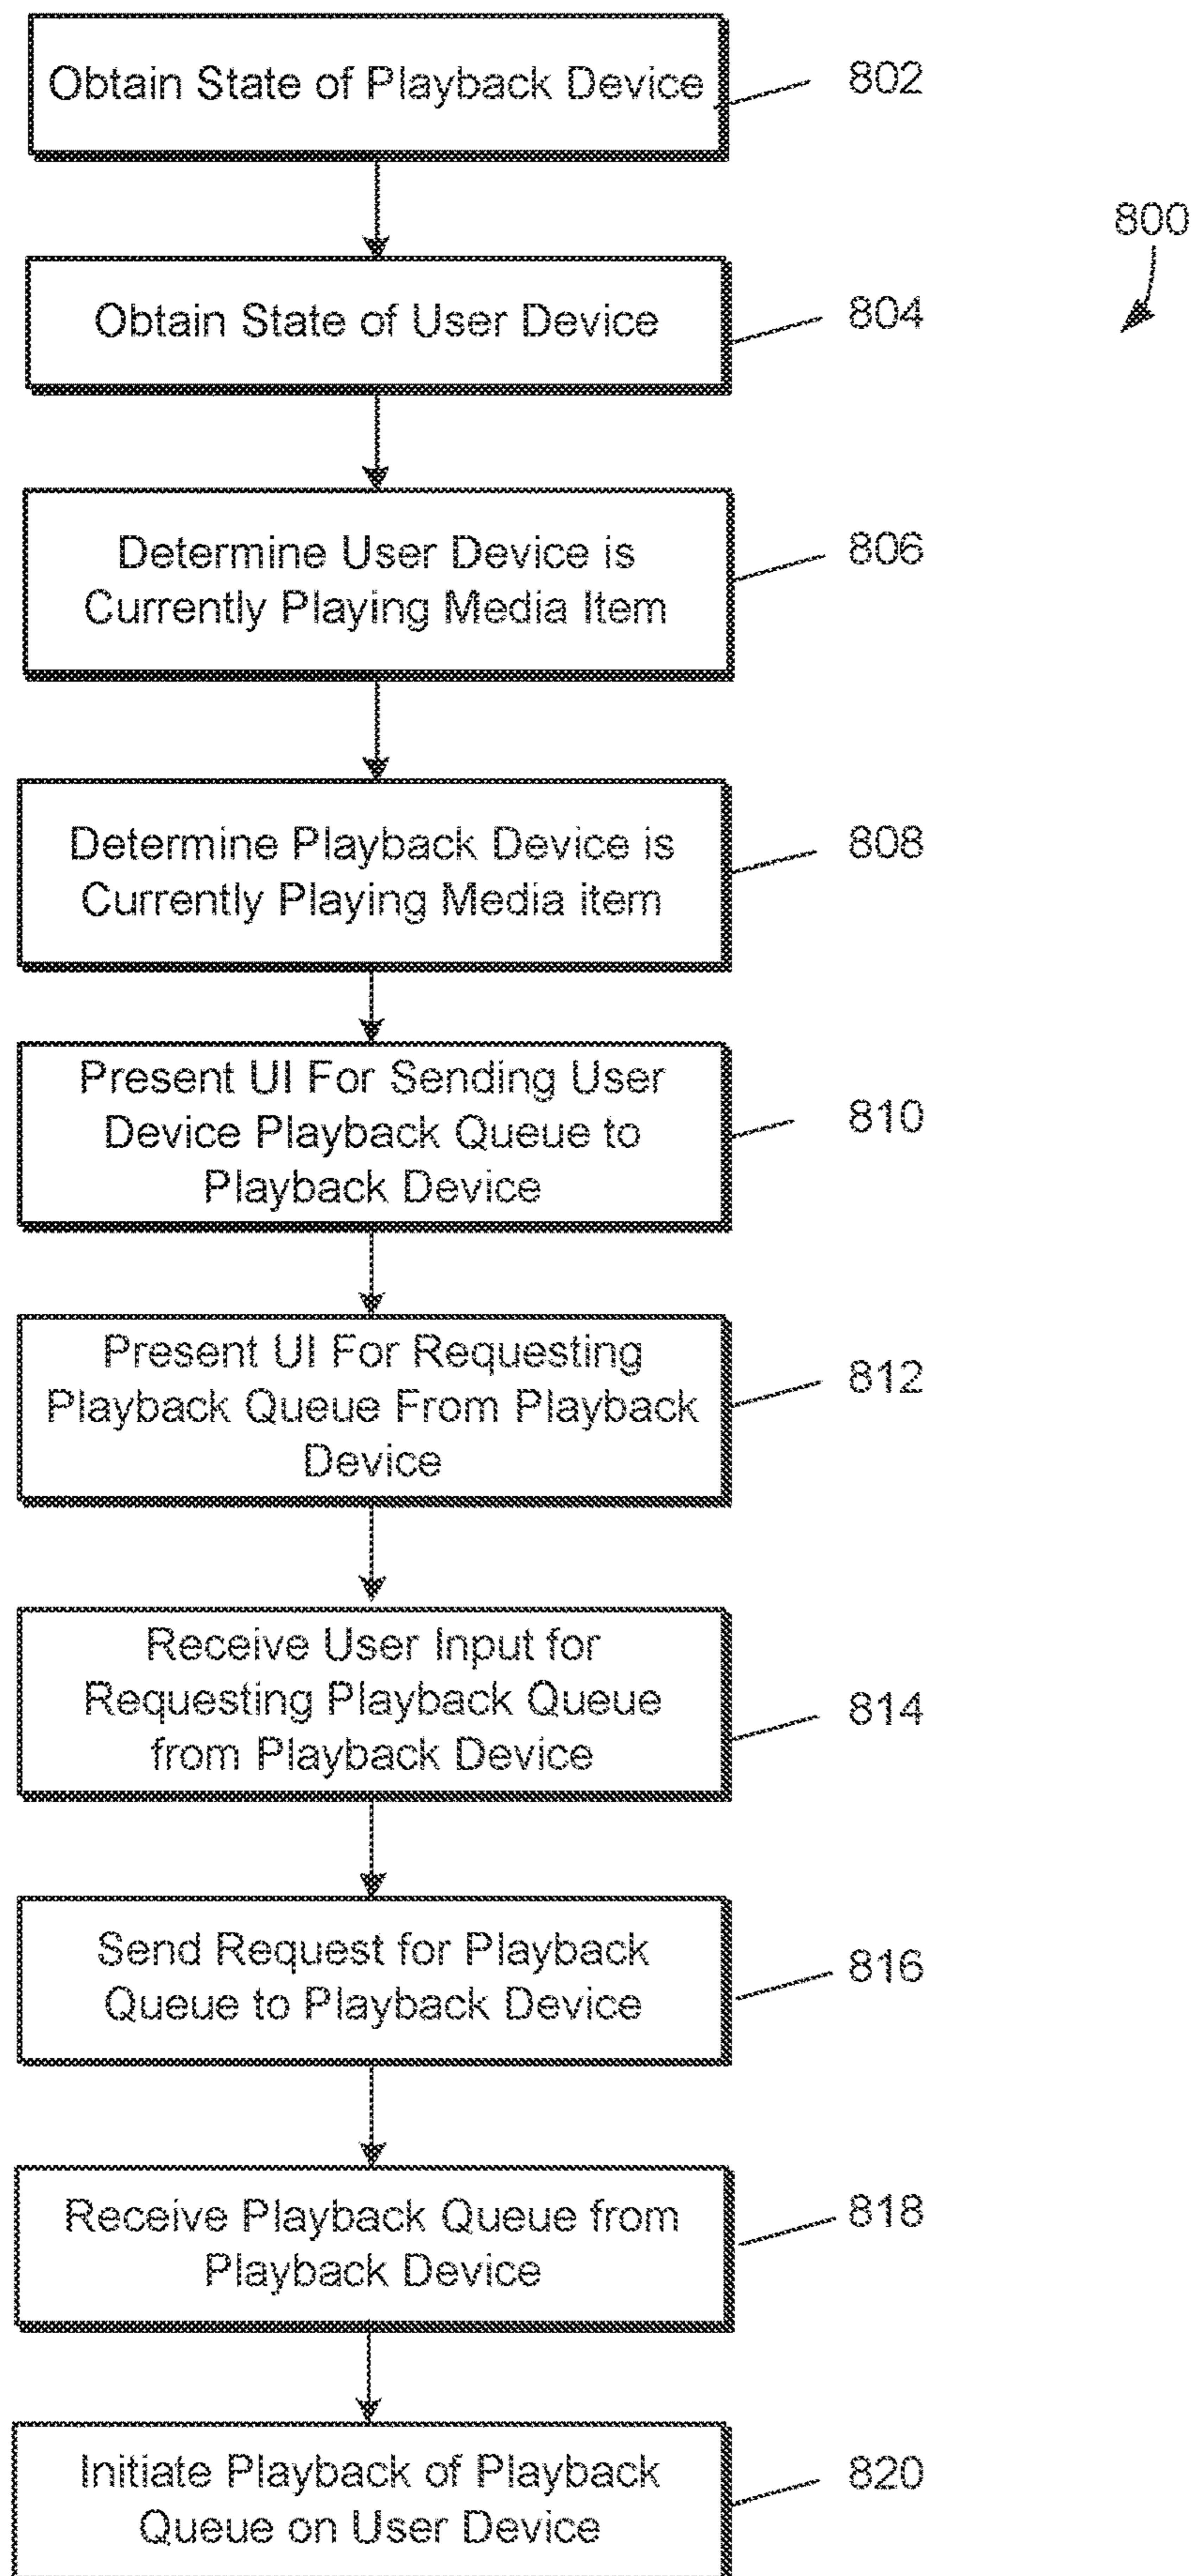 Obtain State of Playback Device
802
800
Obtain State of User Device
804
Determine User Device is
Currently Playing Media Item
806
Determine Playback Device is
Currently Playing Media item
808
Present UI For Sending User
Device Playback Queue to
Playback Device
810
Present UI For Requesting
Playback Queue From Playback
Device
812
Receive User Input for
Requesting Playback Queue
from Playback Device
814
Send Request for Playback
Queue to Playback Device
816
Receive Playback Queue from
Playback Device
818
Initiate Playback of Playback
Queue on User Device
820